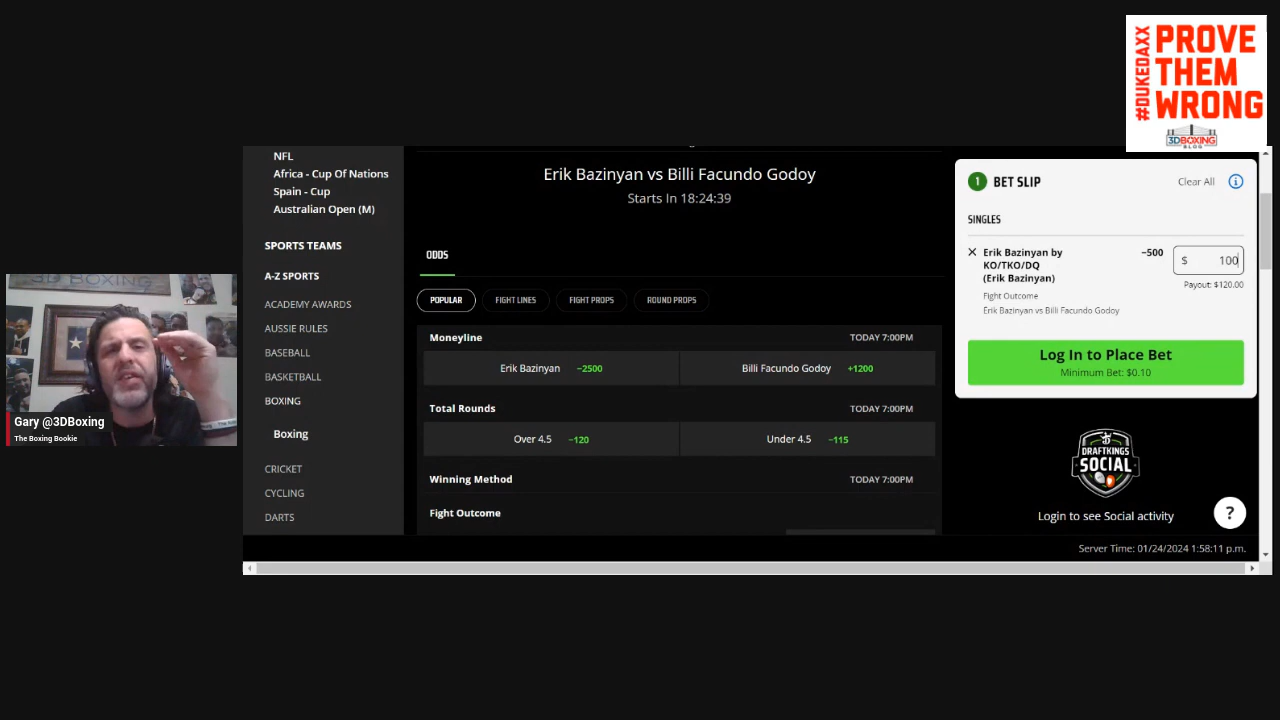 #DUKEDAXX
PROVE
THEM
WRONG
3DBOXING
BLOG
NFL
Africa - Cup Of Nations
Spain - Cup
Australian Open (M)
SPORTS TEAMS
A-Z SPORTS
ACADEMY AWARDS
AUSSIE RULES
BASEBALL
BASKETBALL
BOXING
Boxing
CRICKET
CYCLING
DARTS
Erik Bazinyan vs Billi Facundo Godoy
Starts In 18:24:39
ODDS
POPULAR FIGHT LINES FIGHT PROPS ROUND PROPS
Moneyline TODAY 7:00PM
Erik Bazinyan −2500 Billi Facundo Godoy +1200
Total Rounds TODAY 7:00PM
Over 4.5 −120 Under 4.5 −115
Winning Method TODAY 7:00PM
Fight Outcome
1 BET SLIP Clear All i
SINGLES
Erik Bazinyan by −500 $ 100
KO/TKO/DQ
(Erik Bazinyan)
Payout: $120.00
Fight Outcome
Erik Bazinyan vs Billi Facundo Godoy
Log In to Place Bet
Minimum Bet: $0.10
DRAFTKINGS
SOCIAL
Login to see Social activity
?
Server Time: 01/24/2024 1:58:11 p.m.
3D BOXING
Gary @3DBoxing
The Boxing Bookie